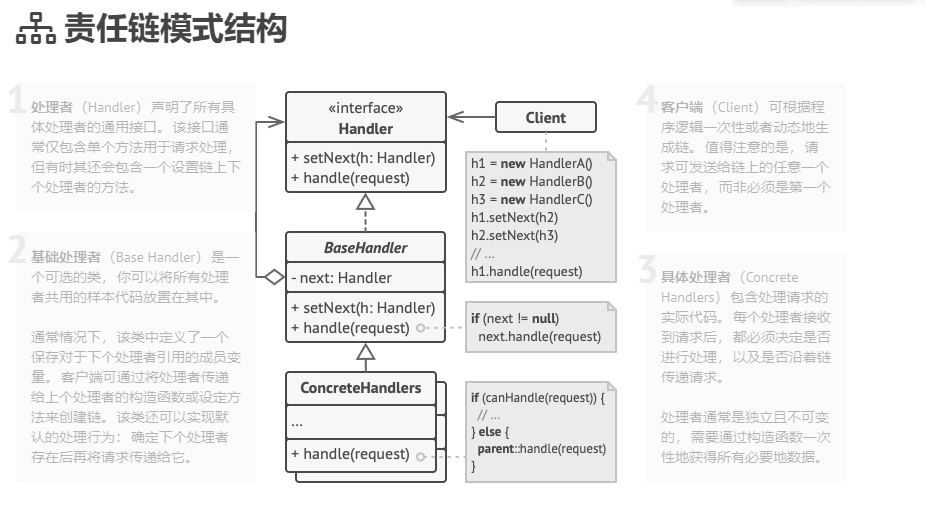 责任链模式结构
1
处理者（Handler） 声明了所有具
体处理者的通用接口。 该接口通
常仅包含单个方法用于请求处理，
但有时其还会包含一个设置链上下
个处理者的方法。
2
基础处理者（Base Handler） 是一
个可选的类， 你可以将所有处理
者共用的样本代码放置在其中。
通常情况下， 该类中定义了一个
保存对于下个处理者引用的成员变
量。 客户端可通过将处理者传递
给上个处理者的构造函数或设定方
法来创建链。 该类还可以实现默
认的处理行为： 确定下个处理者
存在后再将请求传递给它。
«interface»
Handler
+ setNext(h: Handler)
+ handle(request)
BaseHandler
- next: Handler
+ setNext(h: Handler)
+ handle(request)
ConcreteHandlers
...
+ handle(request)
Client
h1 = new HandlerA()
h2 = new HandlerB()
h3 = new HandlerC()
h1.setNext(h2)
h2.setNext(h3)
// ...
h1.handle(request)
if (next != null)
next.handle(request)
if (canHandle(request)) {
// ...
} else {
parent::handle(request)
}
4
客户端（Client） 可根据程
序逻辑一次性或者动态地生
成链。 值得注意的是， 请
求可发送给链上的任意一个
处理者， 而非必须是第一个
处理者。
3
具体处理者（Concrete
Handlers） 包含处理请求的
实际代码。 每个处理者接收
到请求后， 都必须决定是否
进行处理， 以及是否沿着链
传递请求。
处理者通常是独立且不可变
的， 需要通过构造函数一次
性地获得所有必要地数据。